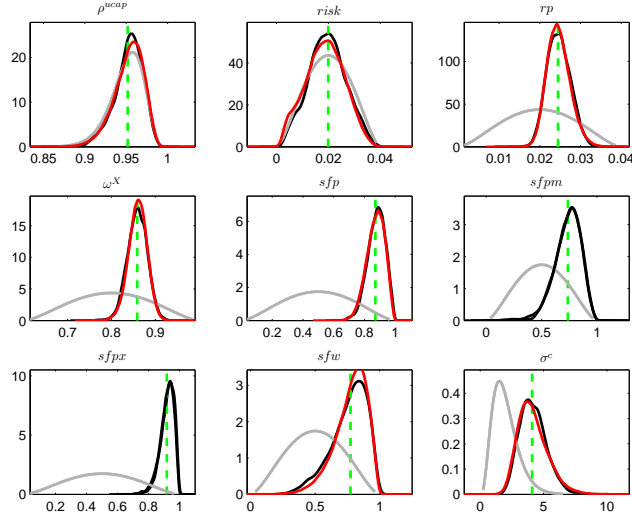 ρ^{ucap} risk rp
20 10 0
0.85 0.9 0.95 1
40 20 0
0 0.02 0.04
100 50 0
0.01 0.02 0.03 0.04
ω^X sfp sfpm
15 10 5 0
0.7 0.8 0.9
6 4 2 0
0.2 0.4 0.6 0.8 1
3 2 1 0
0 0.5 1
sfpx sfw σ^c
10 5 0
0.2 0.4 0.6 0.8 1
3 2 1 0
0 0.5 1
0.4 0.3 0.2 0.1 0
0 5 10